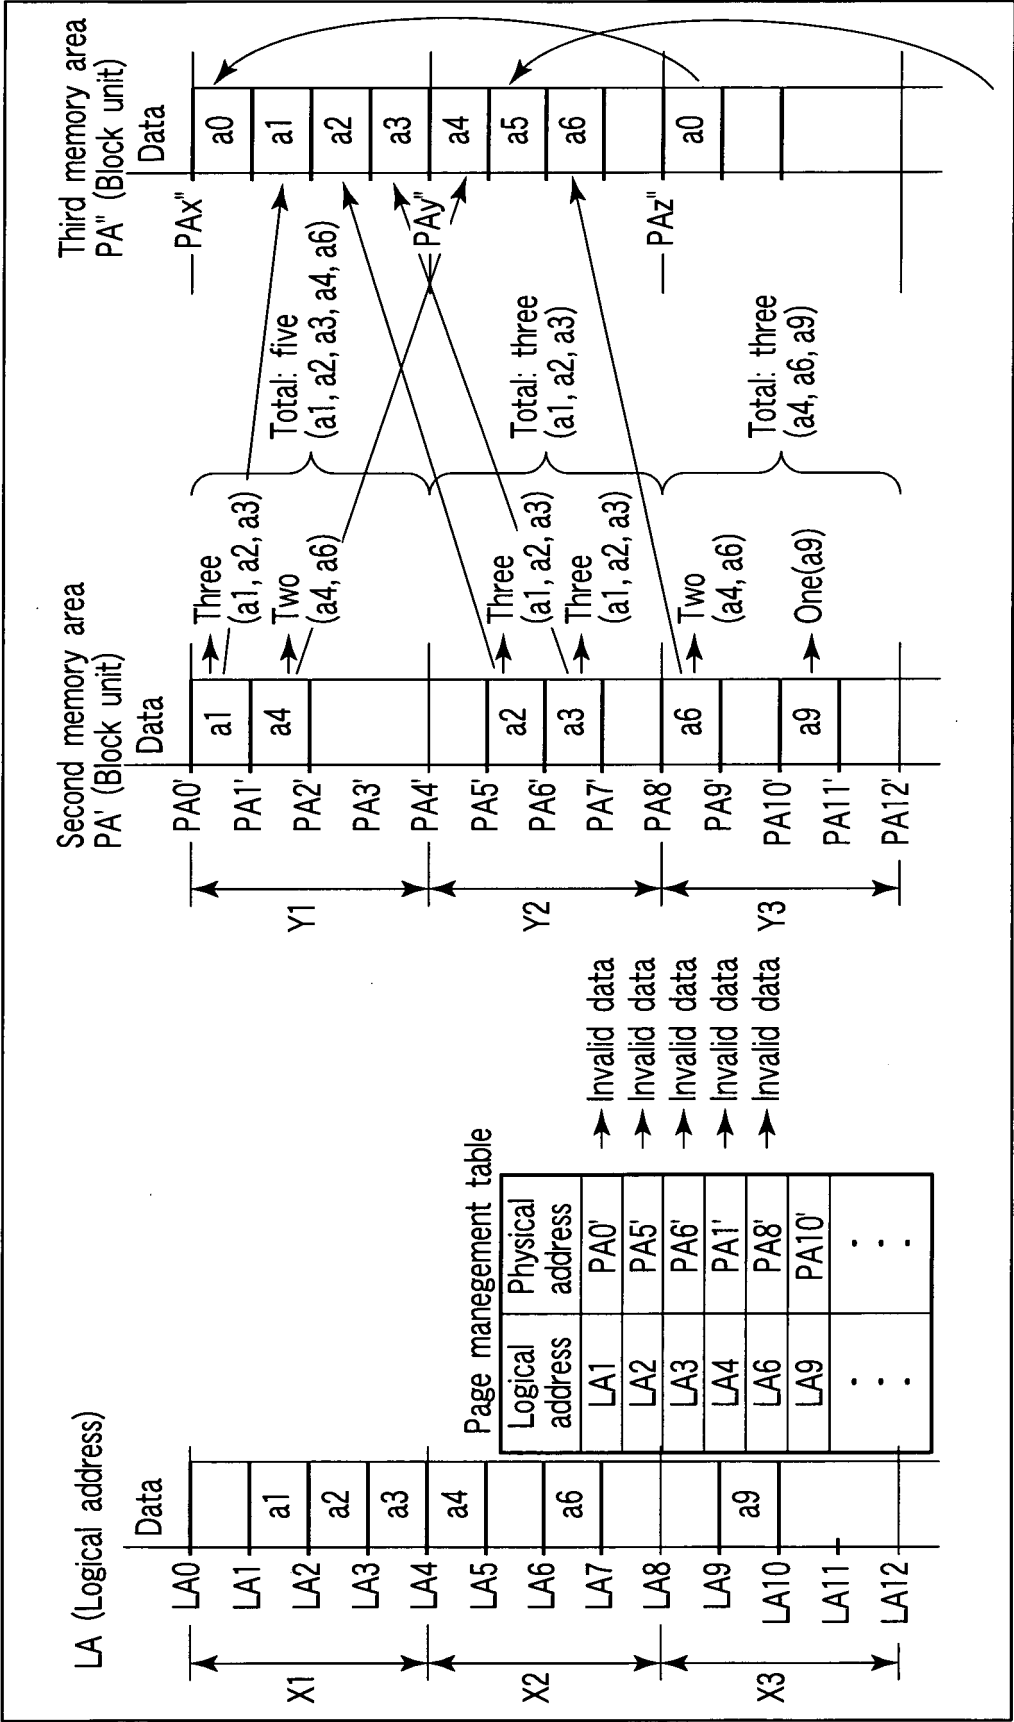 LA (Logical address)
Data
LA0
LA1
LA2
LA3
LA4
LA5
LA6
LA7
LA8
LA9
LA10
LA11
LA12
a1
a2
a3
a4
a6
a9
X1
X2
X3
Page manegement table
Logical address
Physical address
LA1 PA0'
LA2 PA5'
LA3 PA6'
LA4 PA1'
LA6 PA8'
LA9 PA10'
Invalid data
Invalid data
Invalid data
Invalid data
Invalid data
Second memory area
PA' (Block unit)
Data
PA0'
PA1'
PA2'
PA3'
PA4'
PA5'
PA6'
PA7'
PA8'
PA9'
PA10'
PA11'
PA12'
Y1
Y2
Y3
a1
a4
a2
a3
a6
a9
Three
(a1, a2, a3)
Two
(a4, a6)
Three
(a1, a2, a3)
Three
(a1, a2, a3)
Two
(a4, a6)
One(a9)
Total: five
(a1, a2, a3, a4, a6)
Total: three
(a1, a2, a3)
Total: three
(a4, a6, a9)
Third memory area
PA" (Block unit)
Data
PAx"
PAy"
PAz"
a0
a1
a2
a3
a4
a5
a6
a0